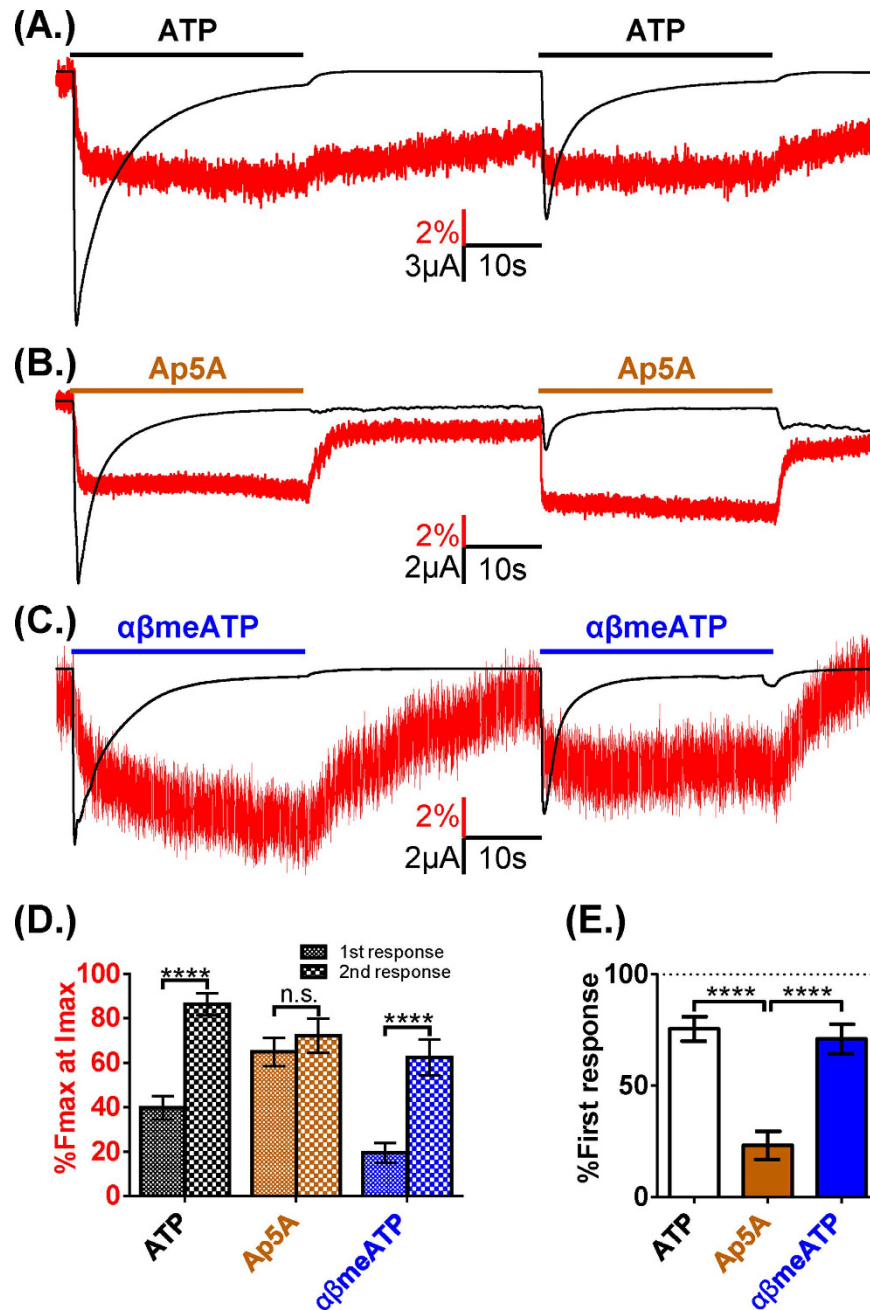 (A.)
ATP ATP
2%
3µA 10s
(B.)
Ap5A Ap5A
2%
2µA 10s
(C.)
αβmeATP αβmeATP
2%
2µA 10s
(D.) (E.)
1st response
2nd response
%Fmax at Imax
100
80
60
40
20
0
****
n.s.
****
ATP
Ap5A
αβmeATP
%First response
100
50
0
**** ****
ATP
Ap5A
αβmeATP